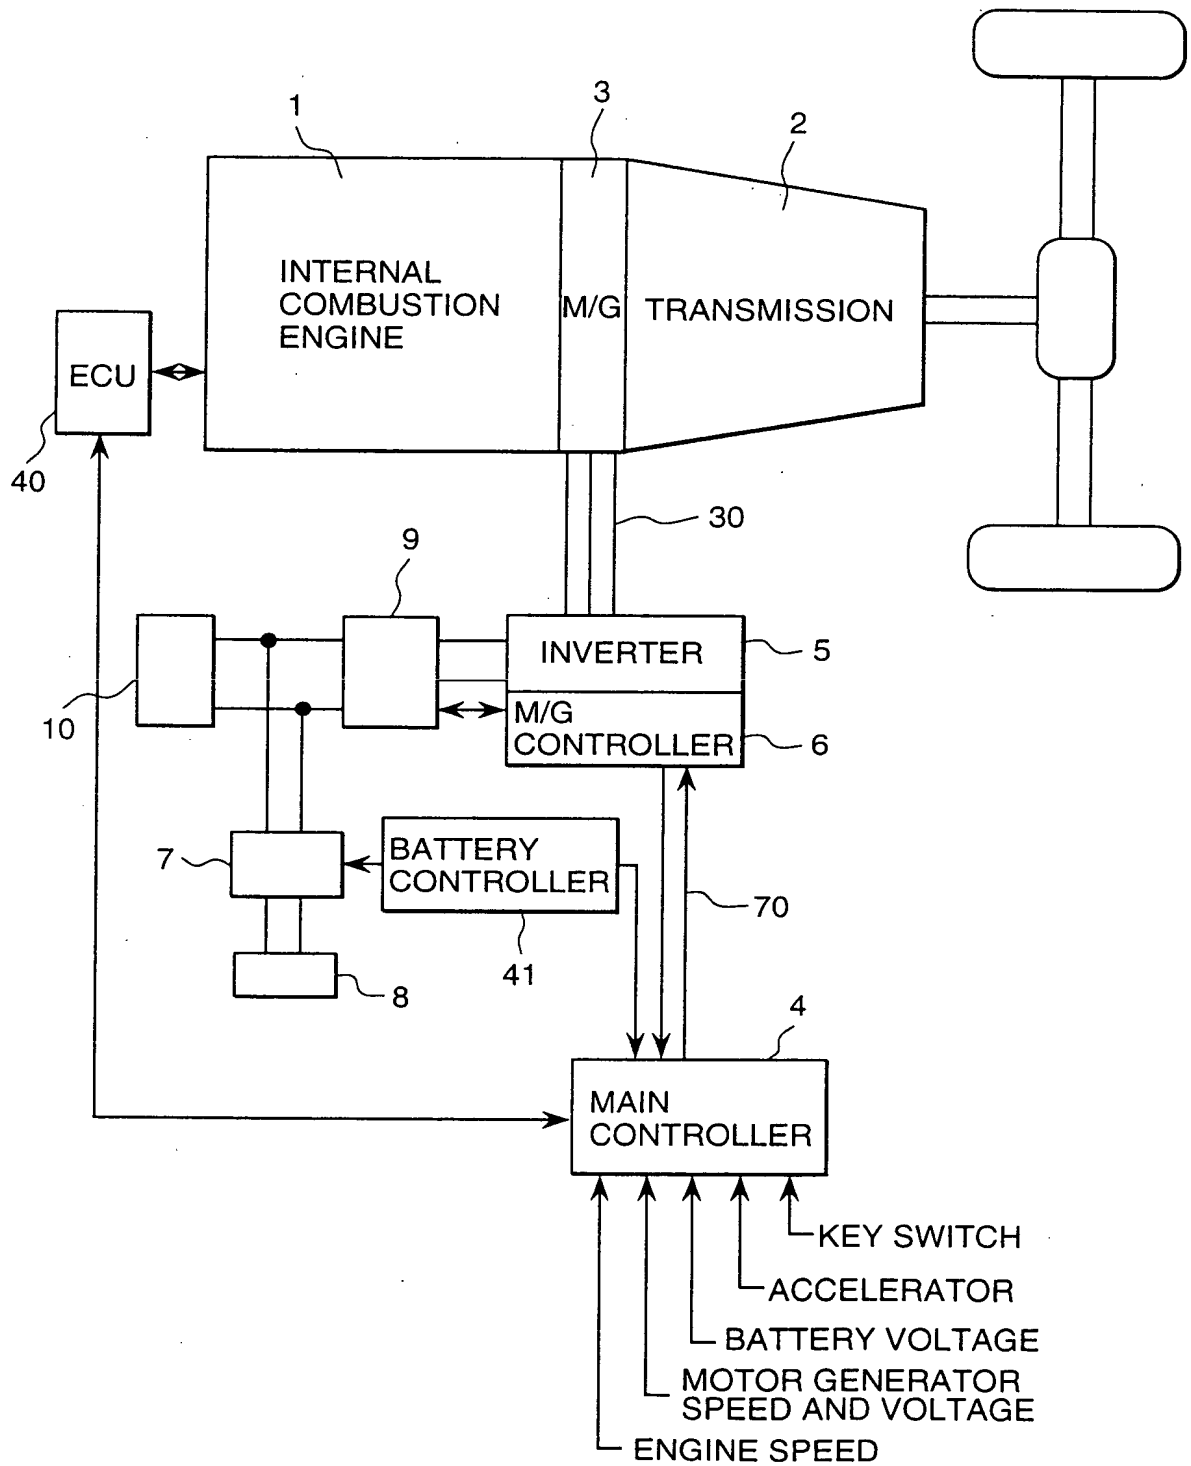 1
3
2
INTERNAL
COMBUSTION
ENGINE
M/G
TRANSMISSION
ECU
40
30
9
INVERTER
5
10
M/G
CONTROLLER
6
7
BATTERY
CONTROLLER
70
41
8
4
MAIN
CONTROLLER
KEY SWITCH
ACCELERATOR
BATTERY VOLTAGE
MOTOR GENERATOR
SPEED AND VOLTAGE
ENGINE SPEED